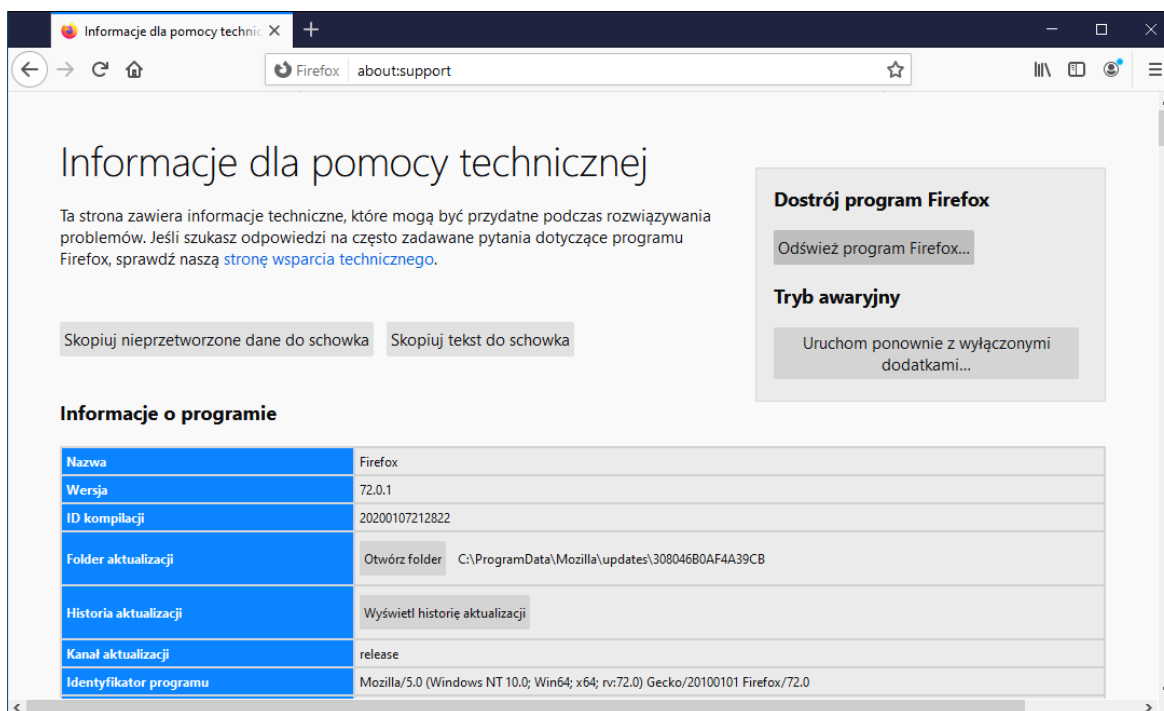 Informacje dla pomocy technic
Firefox about:support
Informacje dla pomocy technicznej
Ta strona zawiera informacje techniczne, które mogą być przydatne podczas rozwiązywania
problemów. Jeśli szukasz odpowiedzi na często zadawane pytania dotyczące programu
Firefox, sprawdź naszą stronę wsparcia technicznego.
Skopiuj nieprzetworzone dane do schowka Skopiuj tekst do schowka
Dostrój program Firefox
Odśwież program Firefox...
Tryb awaryjny
Uruchom ponownie z wyłączonymi
dodatkami...
Informacje o programie
Nazwa Firefox
Wersja 72.0.1
ID kompilacji 20200107212822
Folder aktualizacji Otwórz folder C:\ProgramData\Mozilla\updates\308046B0AF4A39CB
Historia aktualizacji Wyświetl historię aktualizacji
Kanał aktualizacji release
Identyfikator programu Mozilla/5.0 (Windows NT 10.0; Win64; x64; rv:72.0) Gecko/20100101 Firefox/72.0